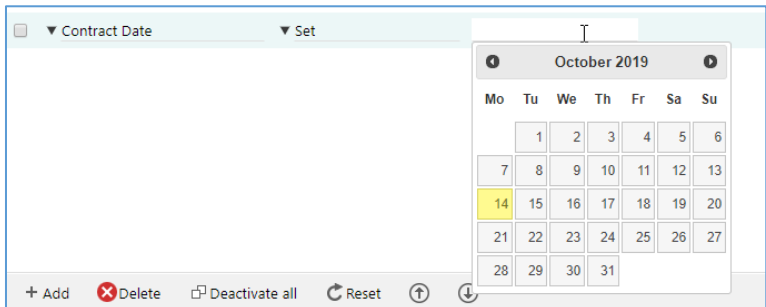 ▼ Contract Date ▼ Set
October 2019
Mo Tu We Th Fr Sa Su
1 2 3 4 5 6
7 8 9 10 11 12 13
14 15 16 17 18 19 20
21 22 23 24 25 26 27
28 29 30 31
+ Add Delete Deactivate all Reset